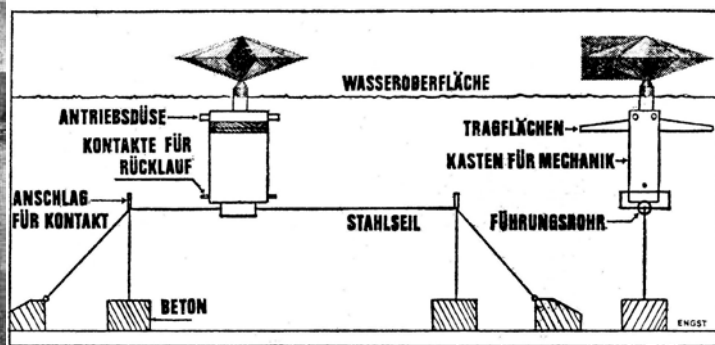 WASSEROBERFLÄCHE
ANTRIEBSDÜSE
KONTAKTE FÜR
RÜCKLAUF
ANSCHLAG
FÜR KONTAKT
STAHLSEIL
BETON
TRAGFLÄCHEN
KASTEN FÜR MECHANIK
FÜHRUNGSROHR
ENGST